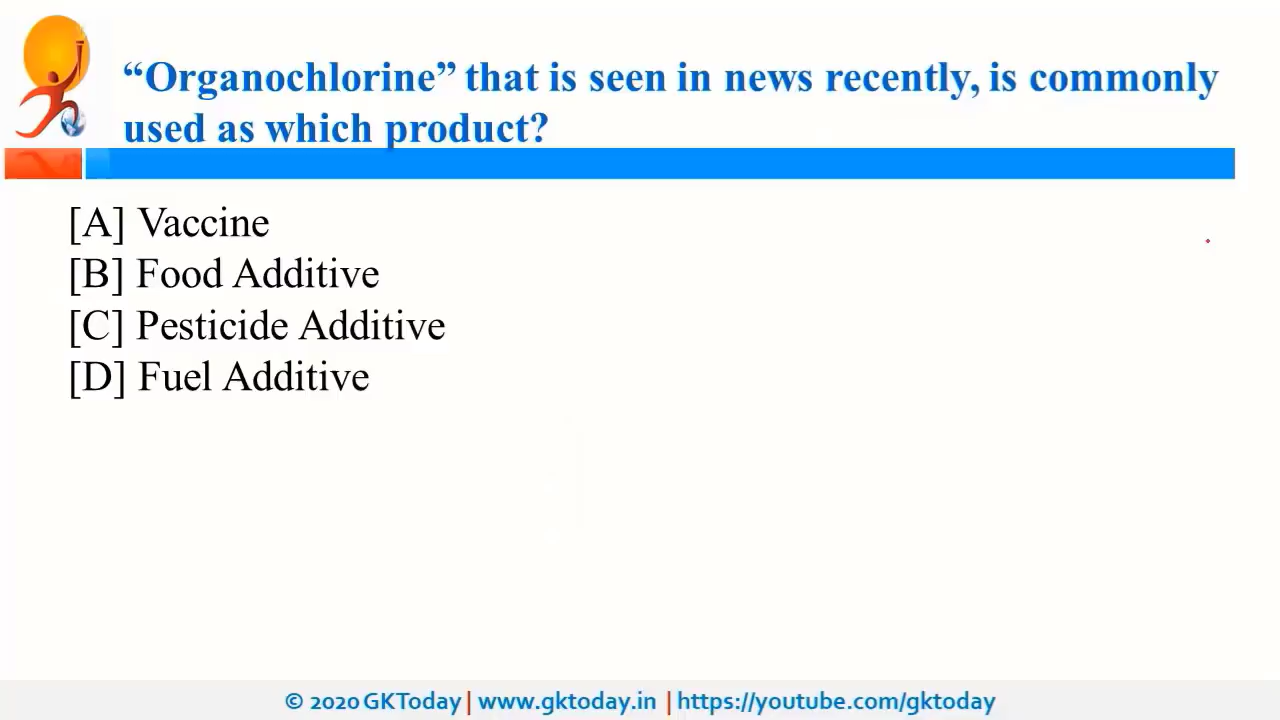 “Organochlorine” that is seen in news recently, is commonly
used as which product?
[A] Vaccine
[B] Food Additive
[C] Pesticide Additive
[D] Fuel Additive
© 2020 GKToday | www.gktoday.in | https://youtube.com/gktoday